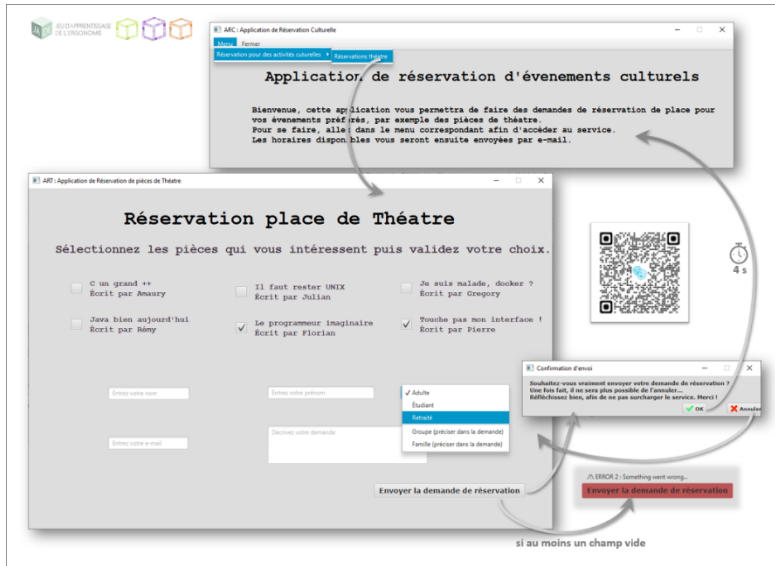 JEU D'APPRENTISSAGE
DE L'ERGONOMIE
ARC : Application de Réservation Culturelle
Menu Fermer
Réservation pour des activités culturelles
Réservations théatre
Application de réservation d'évenements culturels
Bienvenue, cette application vous permettra de faire des demandes de réservation de place pour
vos évenements préférés, par exemple des pièces de théatre.
Pour se faire, allez dans le menu correspondant afin d'accéder au service.
Les horaires disponibles vous seront ensuite envoyées par e-mail.
ART : Application de Réservation de pièces de Théatre
Réservation place de Théatre
Sélectionnez les pièces qui vous intéressent puis validez votre choix.
C un grand ++
Écrit par Amaury
Il faut rester UNIX
Écrit par Julian
Je suis malade, docker ?
Écrit par Gregory
Java bien aujourd'hui
Écrit par Rémy
Le programmeur imaginaire
Écrit par Florian
Touche pas mon interface !
Écrit par Pierre
4 s
Entrez votre nom
Entrez votre prénom
Adulte
Étudiant
Retraité
Groupe (préciser dans la demande)
Famille (préciser dans la demande)
Entrez votre e-mail
Décrivez votre demande
Envoyer la demande de réservation
Confirmation d'envoi
Souhaitez-vous vraiment envoyer votre demande de réservation ?
Une fois fait, il ne sera plus possible de l'annuler...
Réfléchissez bien, afin de ne pas surcharger le service. Merci !
OK
Annuler
/!\ ERROR 2 : Something went wrong...
Envoyer la demande de réservation
si au moins un champ vide